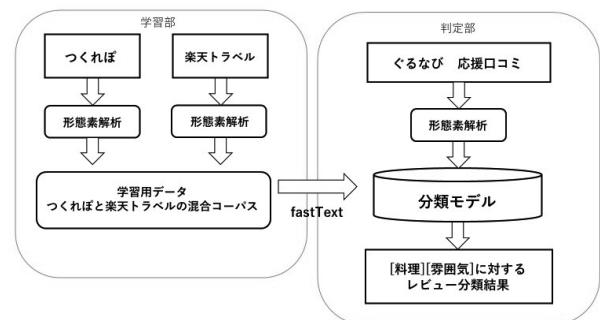 学習部
つくれぽ
楽天トラベル
形態素解析
形態素解析
学習用データ
つくれぽと楽天トラベルの混合コーパス
fastText
判定部
ぐるなび 応援口コミ
形態素解析
分類モデル
[料理][雰囲気]に対する
レビュー分類結果